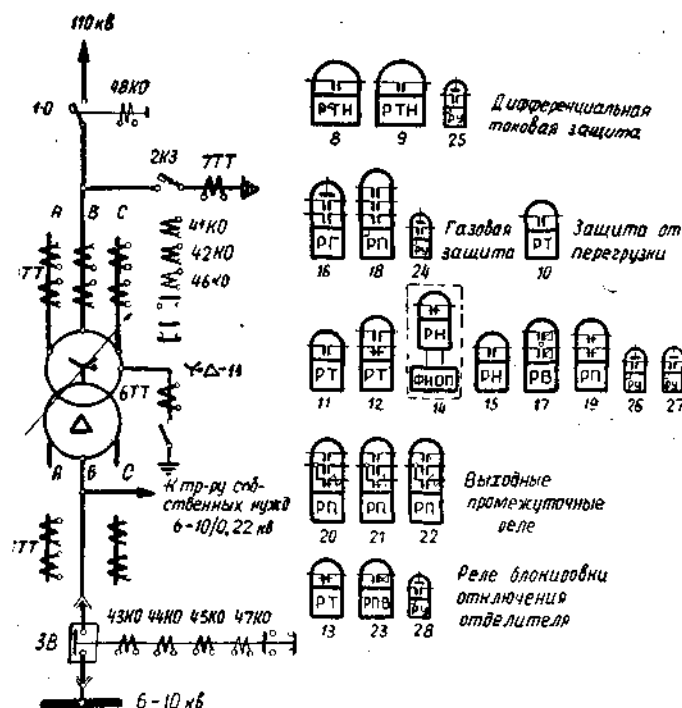 110 кв
1-0
48КО
2КЗ
7ТТ
А В С
41КО
42КО
46КО
ТТ
6ТТ
Y-Δ-11
Δ
А В С
К тр-ру соб-
ственных нужд
6-10/0,22 кв
ТТ
43КО 44КО 45КО 47КО
3В
6-10 кв
РТН РТН РУ
8 9 25
Дифференциальная
токовая защита
РГ РП РУ
16 18 24
Газовая
защита
РТ
10
Защита от
перегрузки
РТ РТ РН ФНОП РН РВ РП РУ РУ
11 12 14 15 17 19 26 27
РП РП РП
20 21 22
Выходные
промежуточные
реле
РТ РПВ РУ
13 23 28
Реле блокировки
отключения
отделителя